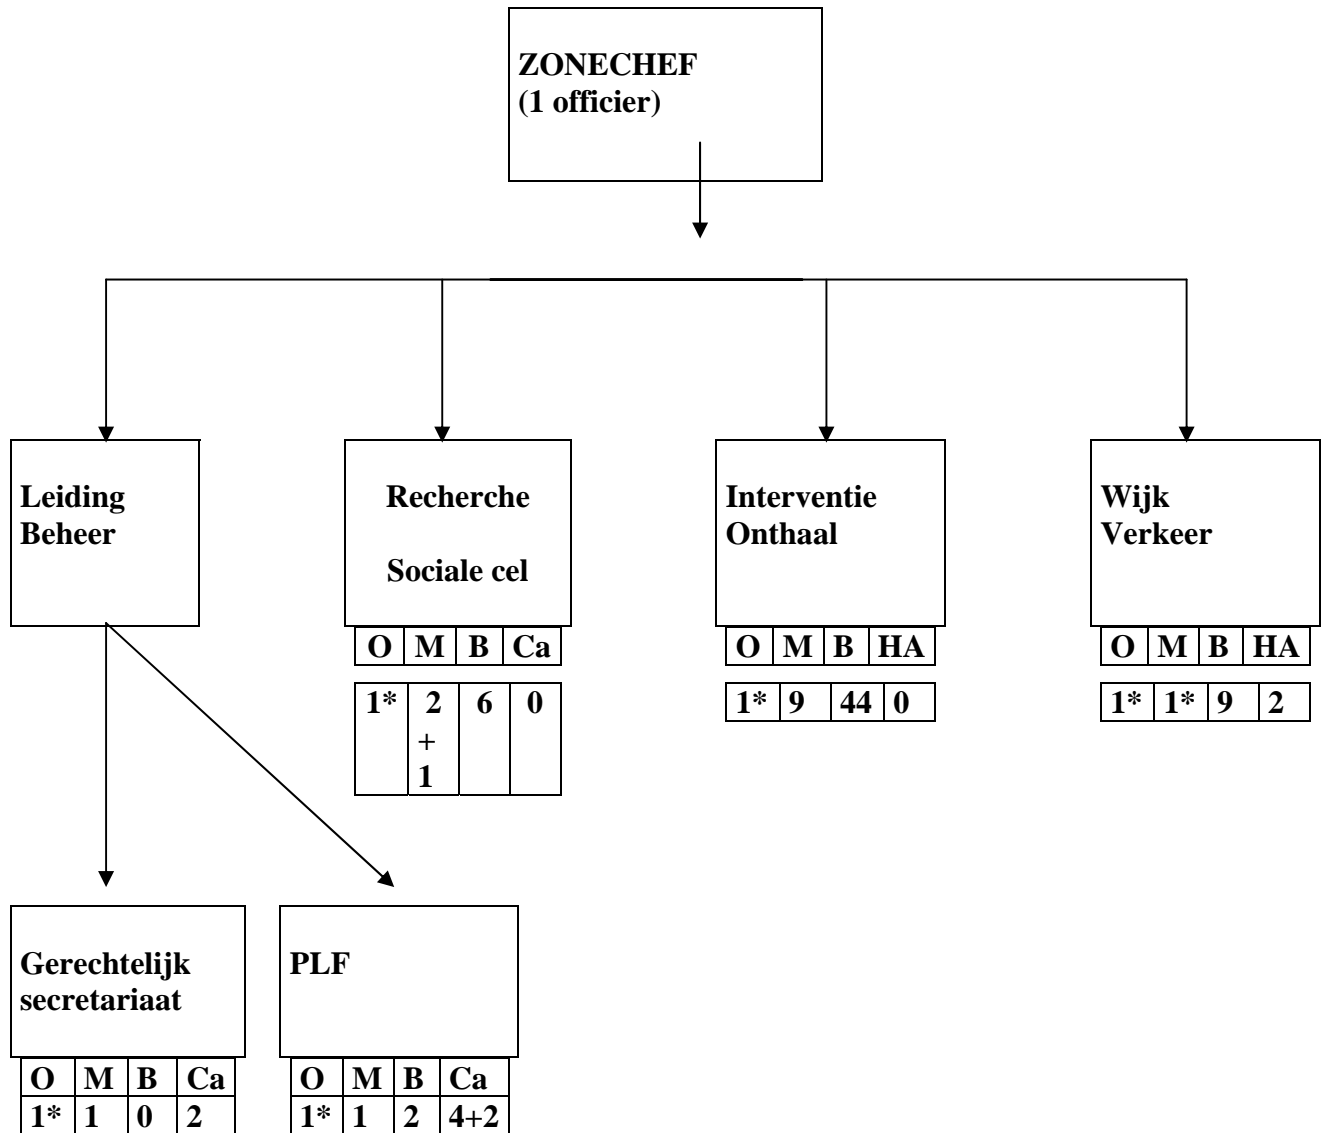 ZONECHEF
(1 officier)
Leiding
Beheer
Recherche
Sociale cel
O M B Ca
1* 2 6 0
+
1
Interventie
Onthaal
O M B HA
1* 9 44 0
Wijk
Verkeer
O M B HA
1* 1* 9 2
Gerechtelijk
secretariaat
O M B Ca
1* 1 0 2
PLF
O M B Ca
1* 1 2 4+2